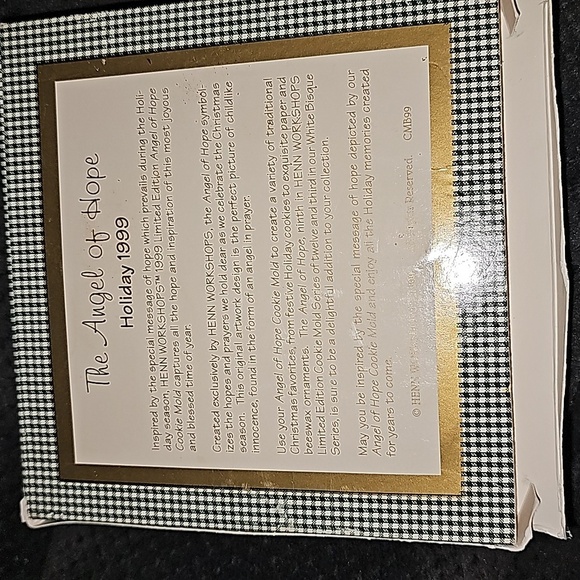 The Angel of Hope
Holiday 1999
Inspired by the special message of hope which prevails during the Holi-
day season, HENN WORKSHOPS™ 1999 Limited Edition Angel of Hope
Cookie Mold captures all the hope and inspiration of this most joyous
and blessed time of year.
Created exclusively by HENN WORKSHOPS, the Angel of Hope symbol-
izes the hopes and prayers we hold dear as we celebrate the Christmas
season. This original artwork design is the perfect picture of childlike
innocence, found in the form of an angel in prayer.
Use your Angel of Hope Cookie Mold to create a variety of traditional
Christmas favorites, from festive Holiday cookies to exquisite paper and
beeswax ornaments. The Angel of Hope, ninth in HENN WORKSHOPS
Limited Edition Cookie Mold Series of twelve and third in our White Bisque
Series, is sure to be a delightful addition to your collection.
May you be inspired by the special message of hope depicted by our
Angel of Hope Cookie Mold and enjoy all the Holiday memories created
for years to come.
© HENN Reserved. CMB99